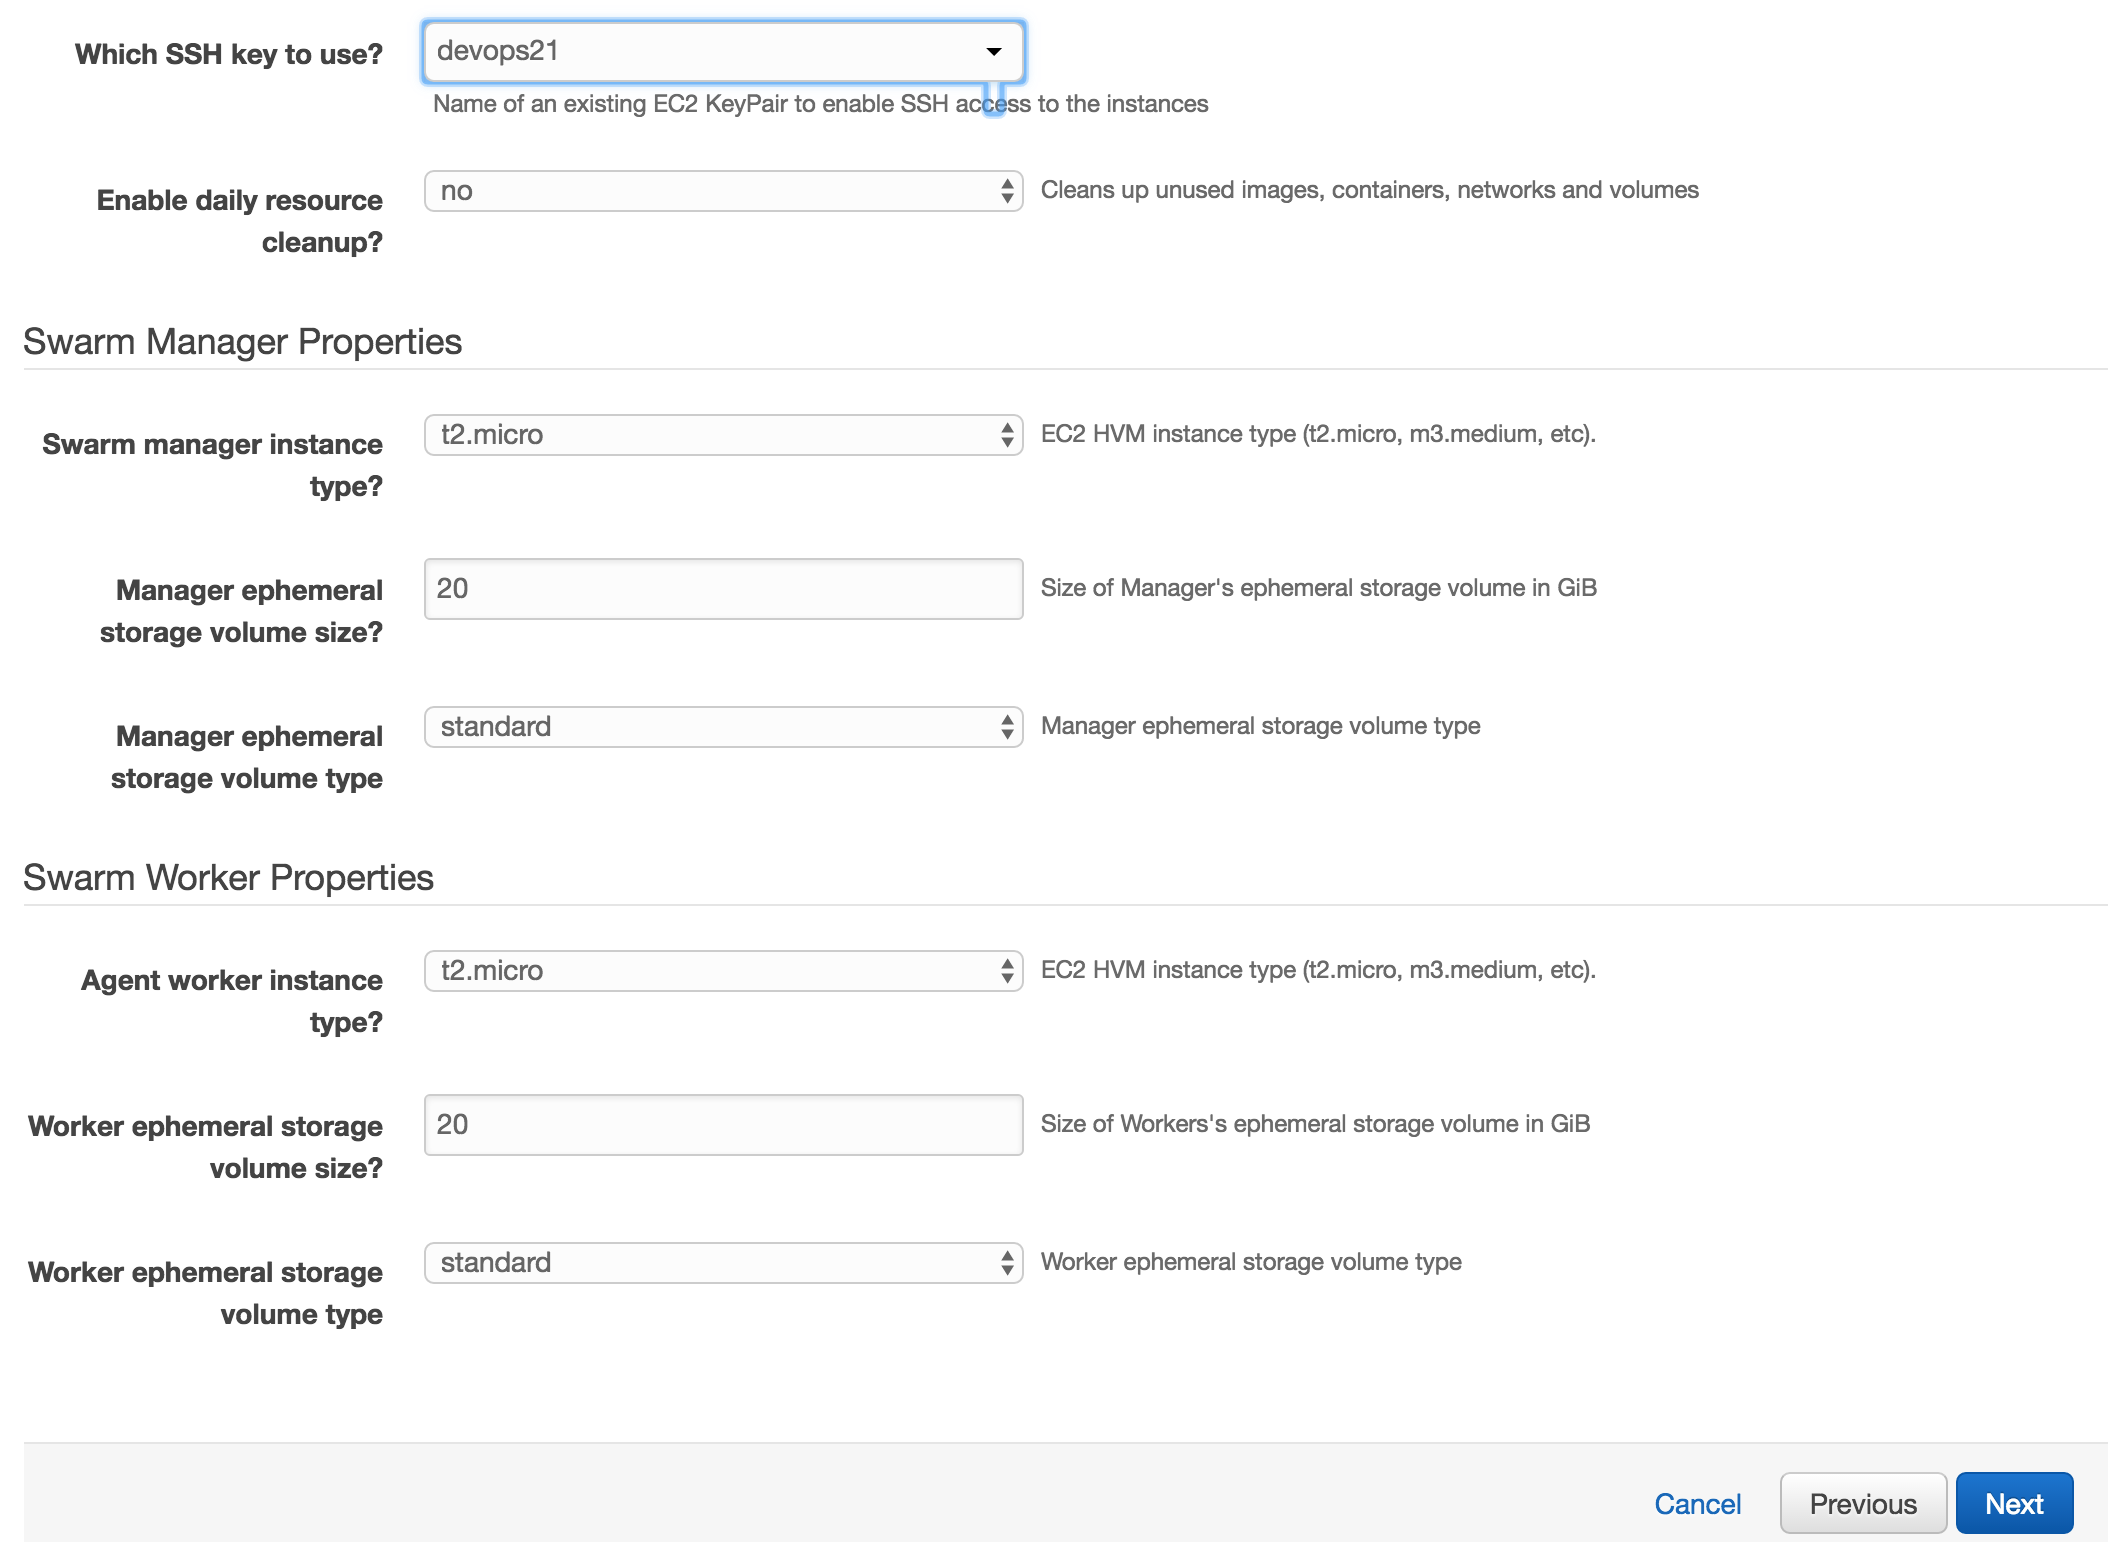 Which SSH key to use?
devops21
Name of an existing EC2 KeyPair to enable SSH access to the instances
Enable daily resource
cleanup?
no
Cleans up unused images, containers, networks and volumes
Swarm Manager Properties
Swarm manager instance
type?
t2.micro
EC2 HVM instance type (t2.micro, m3.medium, etc).
Manager ephemeral
storage volume size?
20
Size of Manager's ephemeral storage volume in GiB
Manager ephemeral
storage volume type
standard
Manager ephemeral storage volume type
Swarm Worker Properties
Agent worker instance
type?
t2.micro
EC2 HVM instance type (t2.micro, m3.medium, etc).
Worker ephemeral storage
volume size?
20
Size of Workers's ephemeral storage volume in GiB
Worker ephemeral storage
volume type
standard
Worker ephemeral storage volume type
Cancel
Previous
Next